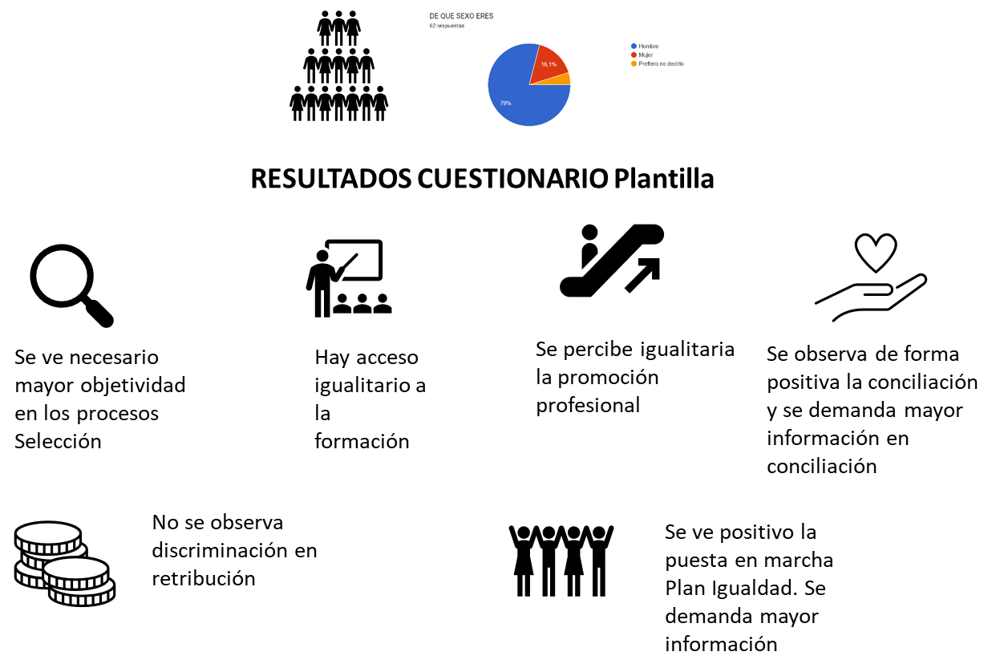 DE QUE SEXO ERES
62 respuestas
Hombre
Mujer
Prefiero no decirlo
16,1%
79%
RESULTADOS CUESTIONARIO Plantilla
Se ve necesario
mayor objetividad
en los procesos
Selección
Hay acceso
igualitario a
la
formación
Se percibe igualitaria
la promoción
profesional
Se observa de forma
positiva la conciliación
y se demanda mayor
información en
conciliación
No se observa
discriminación en
retribución
Se ve positivo la
puesta en marcha
Plan Igualdad. Se
demanda mayor
información